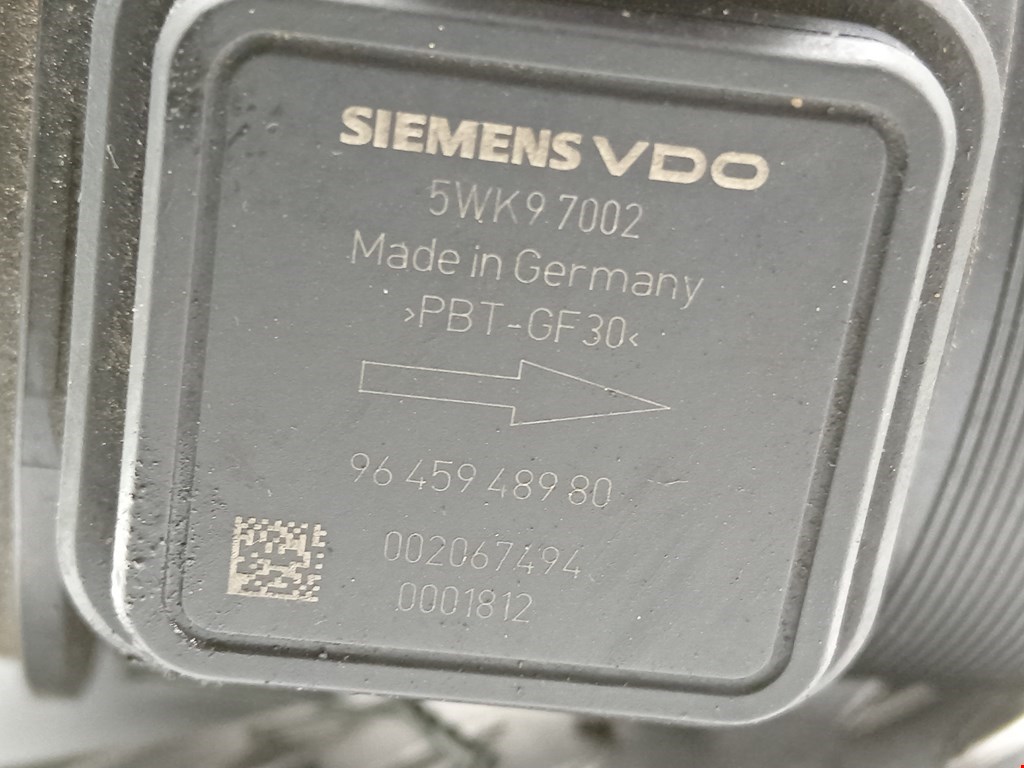 SIEMENS VDO
5WK9 7002
Made in Germany
›PBT-GF30‹
96 459 489 80
002067494
0001812